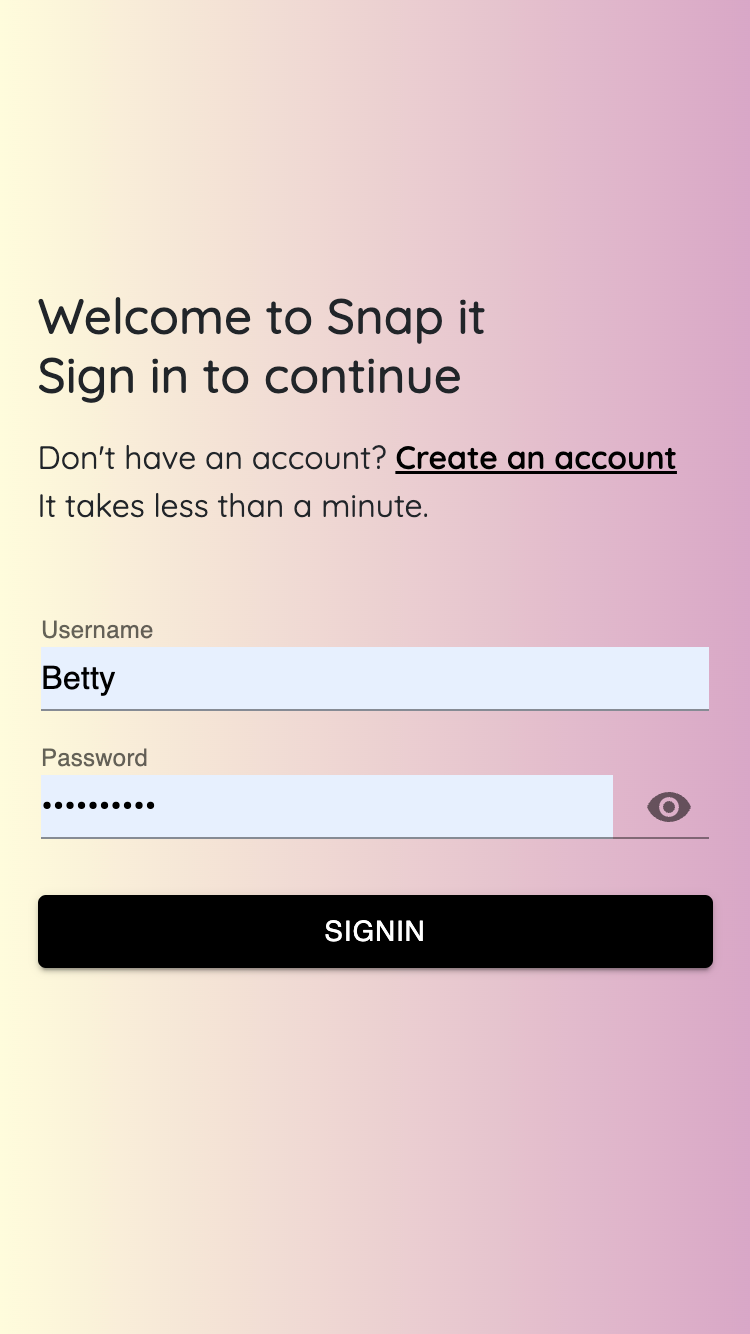 Welcome to Snap it
Sign in to continue
Don't have an account? Create an account
It takes less than a minute.
Username
Betty
Password
••••••••••
SIGNIN